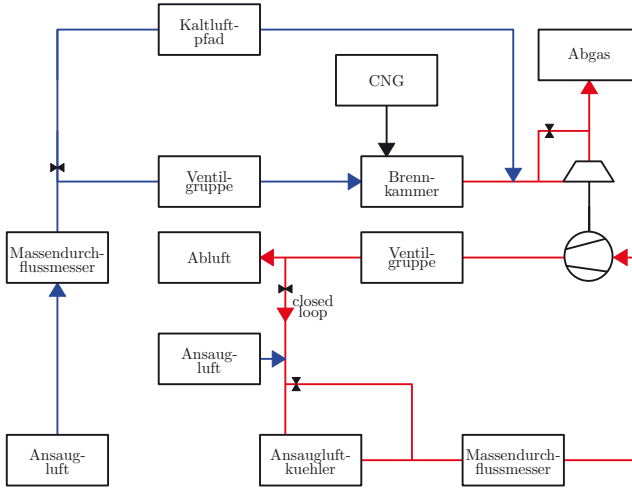 Kaltluft-
pfad
Abgas
CNG
Ventil-
gruppe
Brenn-
kammer
Massendurch-
flussmesser
Abluft
Ventil-
gruppe
closed
loop
Ansaug-
luft
Ansaug-
luft
Ansaugluft-
kuehler
Massendurch-
flussmesser